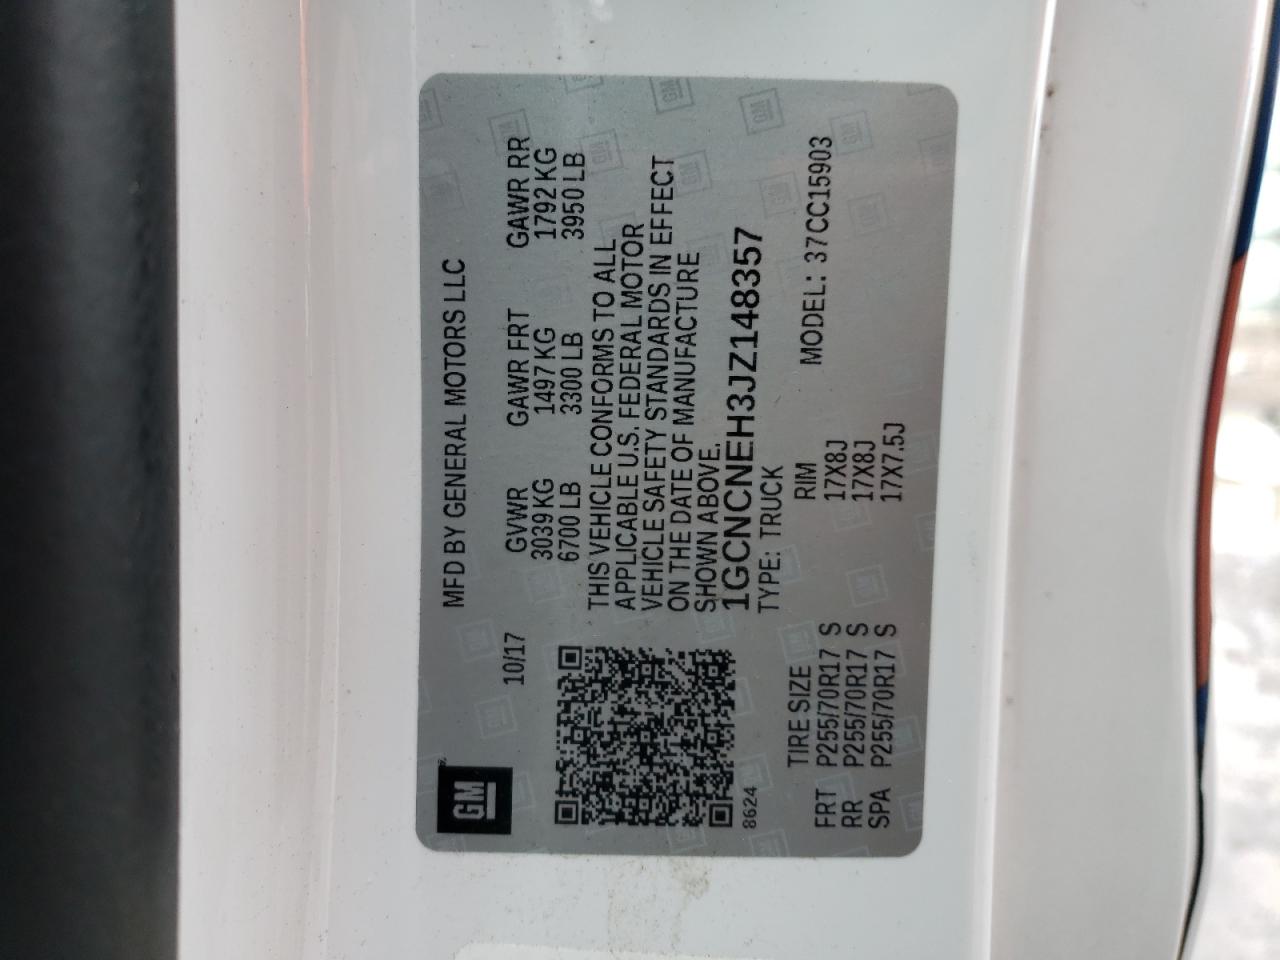 GM
MFD BY GENERAL MOTORS LLC
10/17
GVWR GAWR FRT GAWR RR
3039 KG 1497 KG 1792 KG
6700 LB 3300 LB 3950 LB
THIS VEHICLE CONFORMS TO ALL
APPLICABLE U.S. FEDERAL MOTOR
VEHICLE SAFETY STANDARDS IN EFFECT
ON THE DATE OF MANUFACTURE
SHOWN ABOVE.
1GCNCNEH3JZ148357
8624
TYPE: TRUCK
TIRE SIZE RIM MODEL: 37CC15903
FRT P255/70R17 S 17X8J
RR P255/70R17 S 17X8J
SPA P255/70R17 S 17X7.5J